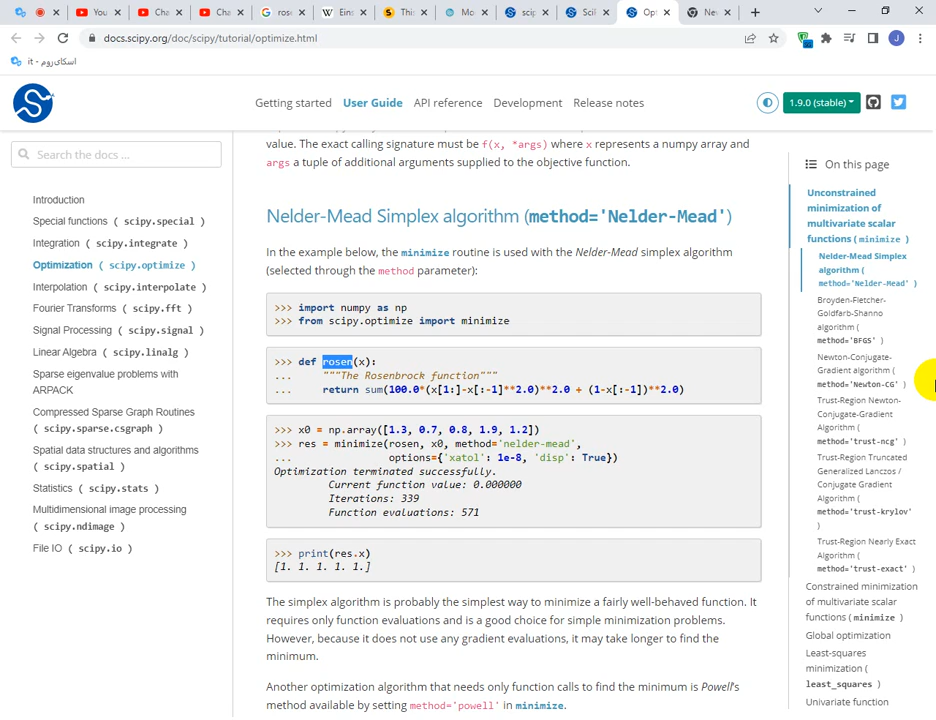 You
Cha
Cha
rose
Eins
This
Mo
scip
SciF
Opt
Nev
docs.scipy.org/doc/scipy/tutorial/optimize.html
it - اسکای‌روم
Getting started
User Guide
API reference
Development
Release notes
1.9.0 (stable)
Search the docs ...
Introduction
Special functions ( scipy.special )
Integration ( scipy.integrate )
Optimization ( scipy.optimize )
Interpolation ( scipy.interpolate )
Fourier Transforms ( scipy.fft )
Signal Processing ( scipy.signal )
Linear Algebra ( scipy.linalg )
Sparse eigenvalue problems with
ARPACK
Compressed Sparse Graph Routines
( scipy.sparse.csgraph )
Spatial data structures and algorithms
( scipy.spatial )
Statistics ( scipy.stats )
Multidimensional image processing
( scipy.ndimage )
File IO ( scipy.io )
value. The exact calling signature must be f(x, *args) where x represents a numpy array and
args a tuple of additional arguments supplied to the objective function.
Nelder-Mead Simplex algorithm (method='Nelder-Mead')
In the example below, the minimize routine is used with the Nelder-Mead simplex algorithm
(selected through the method parameter):
>>> import numpy as np
>>> from scipy.optimize import minimize
>>> def rosen(x):
... """The Rosenbrock function"""
... return sum(100.0*(x[1:]-x[:-1]**2.0)**2.0 + (1-x[:-1])**2.0)
>>> x0 = np.array([1.3, 0.7, 0.8, 1.9, 1.2])
>>> res = minimize(rosen, x0, method='nelder-mead',
... options={'xatol': 1e-8, 'disp': True})
Optimization terminated successfully.
Current function value: 0.000000
Iterations: 339
Function evaluations: 571
>>> print(res.x)
[1. 1. 1. 1. 1.]
The simplex algorithm is probably the simplest way to minimize a fairly well-behaved function. It
requires only function evaluations and is a good choice for simple minimization problems.
However, because it does not use any gradient evaluations, it may take longer to find the
minimum.
Another optimization algorithm that needs only function calls to find the minimum is Powell's
method available by setting method='powell' in minimize.
On this page
Unconstrained
minimization of
multivariate scalar
functions ( minimize )
Nelder-Mead Simplex
algorithm (
method='Nelder-Mead' )
Broyden-Fletcher-
Goldfarb-Shanno
algorithm (
method='BFGS' )
Newton-Conjugate-
Gradient algorithm (
method='Newton-CG' )
Trust-Region Newton-
Conjugate-Gradient
Algorithm (
method='trust-ncg' )
Trust-Region Truncated
Generalized Lanczos /
Conjugate Gradient
Algorithm (
method='trust-krylov'
)
Trust-Region Nearly Exact
Algorithm (
method='trust-exact' )
Constrained minimization
of multivariate scalar
functions ( minimize )
Global optimization
Least-squares
minimization (
least_squares )
Univariate function